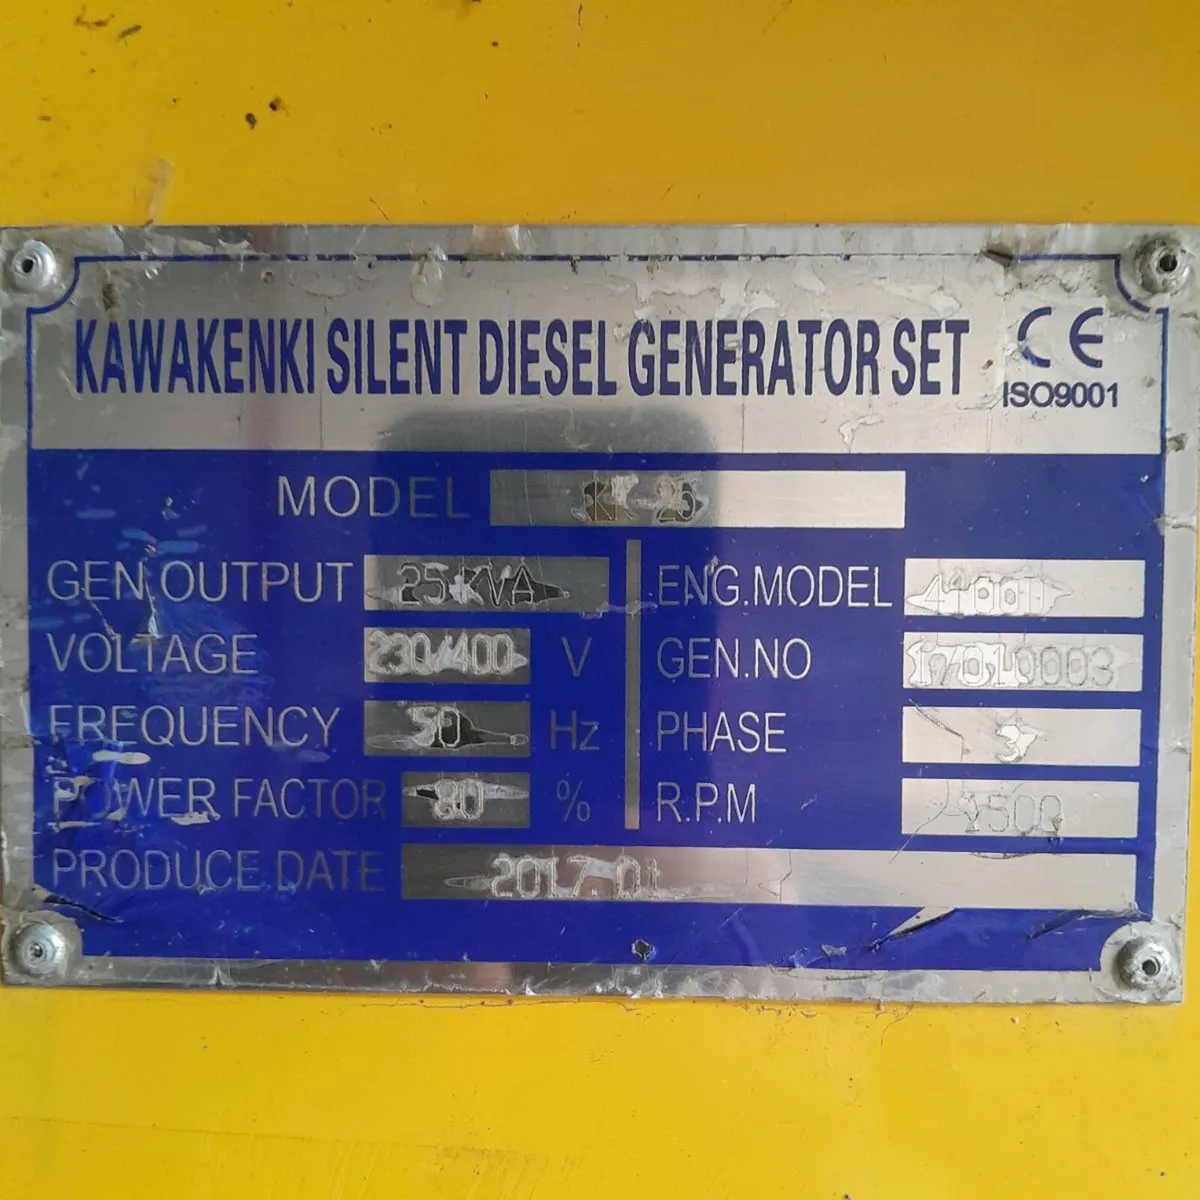 KAWAKENKI SILENT DIESEL GENERATOR SET CE
ISO9001
MODEL
GEN.OUTPUT 25KVA ENG.MODEL
VOLTAGE 230/400 V GEN.NO 17010003
FREQUENCY 50 Hz PHASE 3
POWER FACTOR 80 % R.P.M 1500
PRODUCE DATE 2017.01